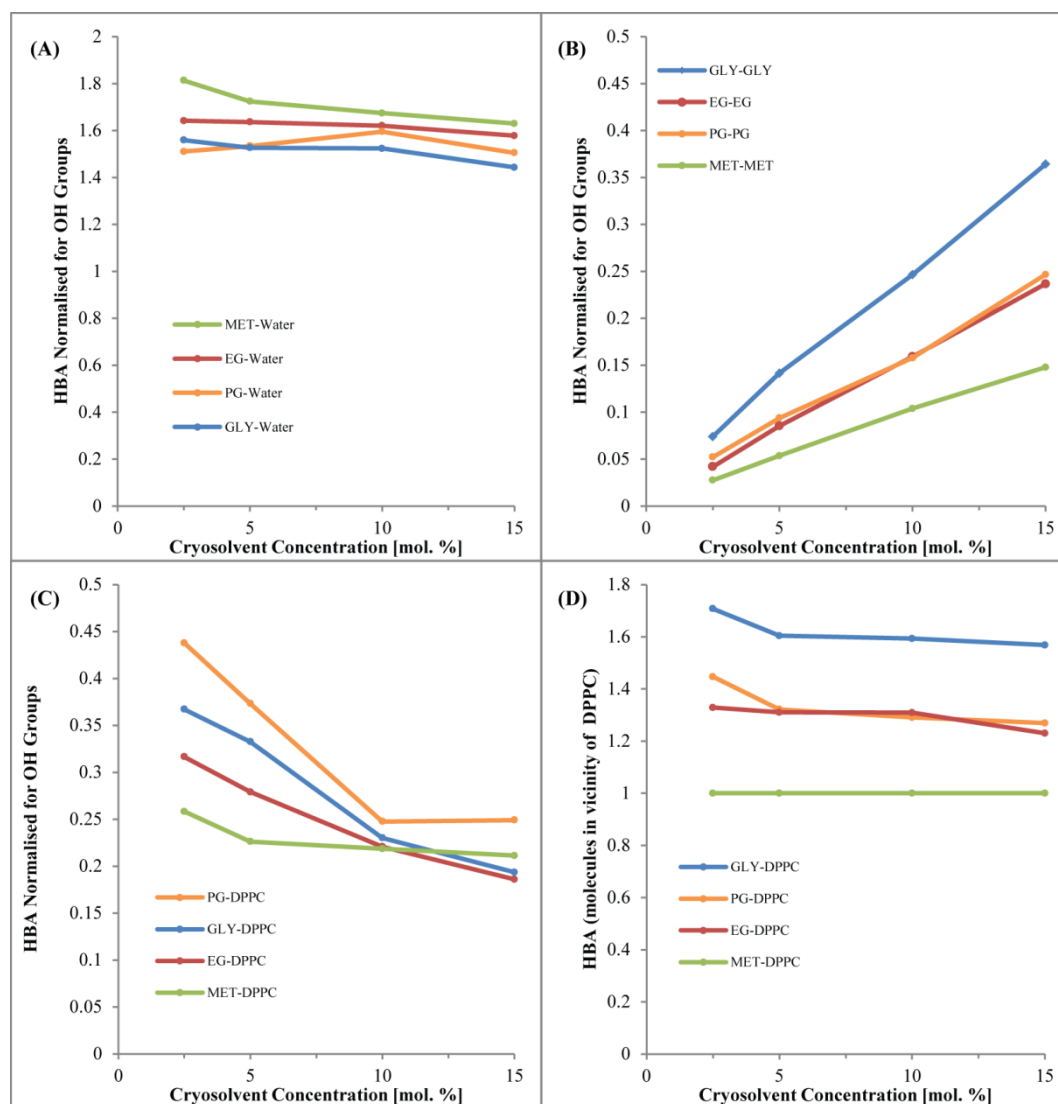 (A)
HBA Normalised for OH Groups
2
1.8
1.6
1.4
1.2
1
0.8
0.6
0.4
0.2
0
MET-Water
EG-Water
PG-Water
GLY-Water
0 5 10 15
Cryosolvent Concentration [mol. %]
(B)
HBA Normalised for OH Groups
0.5
0.45
0.4
0.35
0.3
0.25
0.2
0.15
0.1
0.05
0
GLY-GLY
EG-EG
PG-PG
MET-MET
0 5 10 15
Cryosolvent Concentration [mol. %]
(C)
HBA Normalised for OH Groups
0.5
0.45
0.4
0.35
0.3
0.25
0.2
0.15
0.1
0.05
0
PG-DPPC
GLY-DPPC
EG-DPPC
MET-DPPC
0 5 10 15
Cryosolvent Concentration [mol. %]
(D)
HBA (molecules in vicinity of DPPC)
1.8
1.6
1.4
1.2
1
0.8
0.6
0.4
0.2
0
GLY-DPPC
PG-DPPC
EG-DPPC
MET-DPPC
0 5 10 15
Cryosolvent Concentration [mol. %]